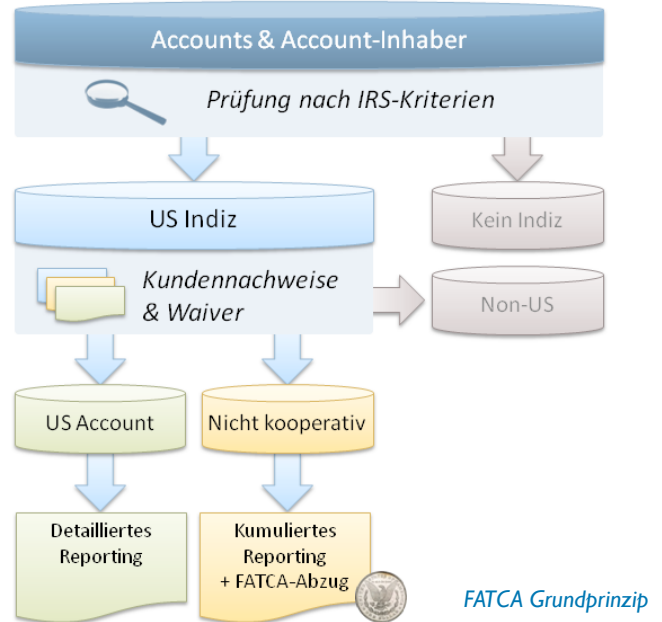 Accounts & Account-Inhaber
Prüfung nach IRS-Kriterien
US Indiz
Kein Indiz
Kundennachweise
& Waiver
Non-US
US Account
Nicht kooperativ
Detailliertes
Reporting
Kumuliertes
Reporting
+ FATCA-Abzug
FATCA Grundprinzip